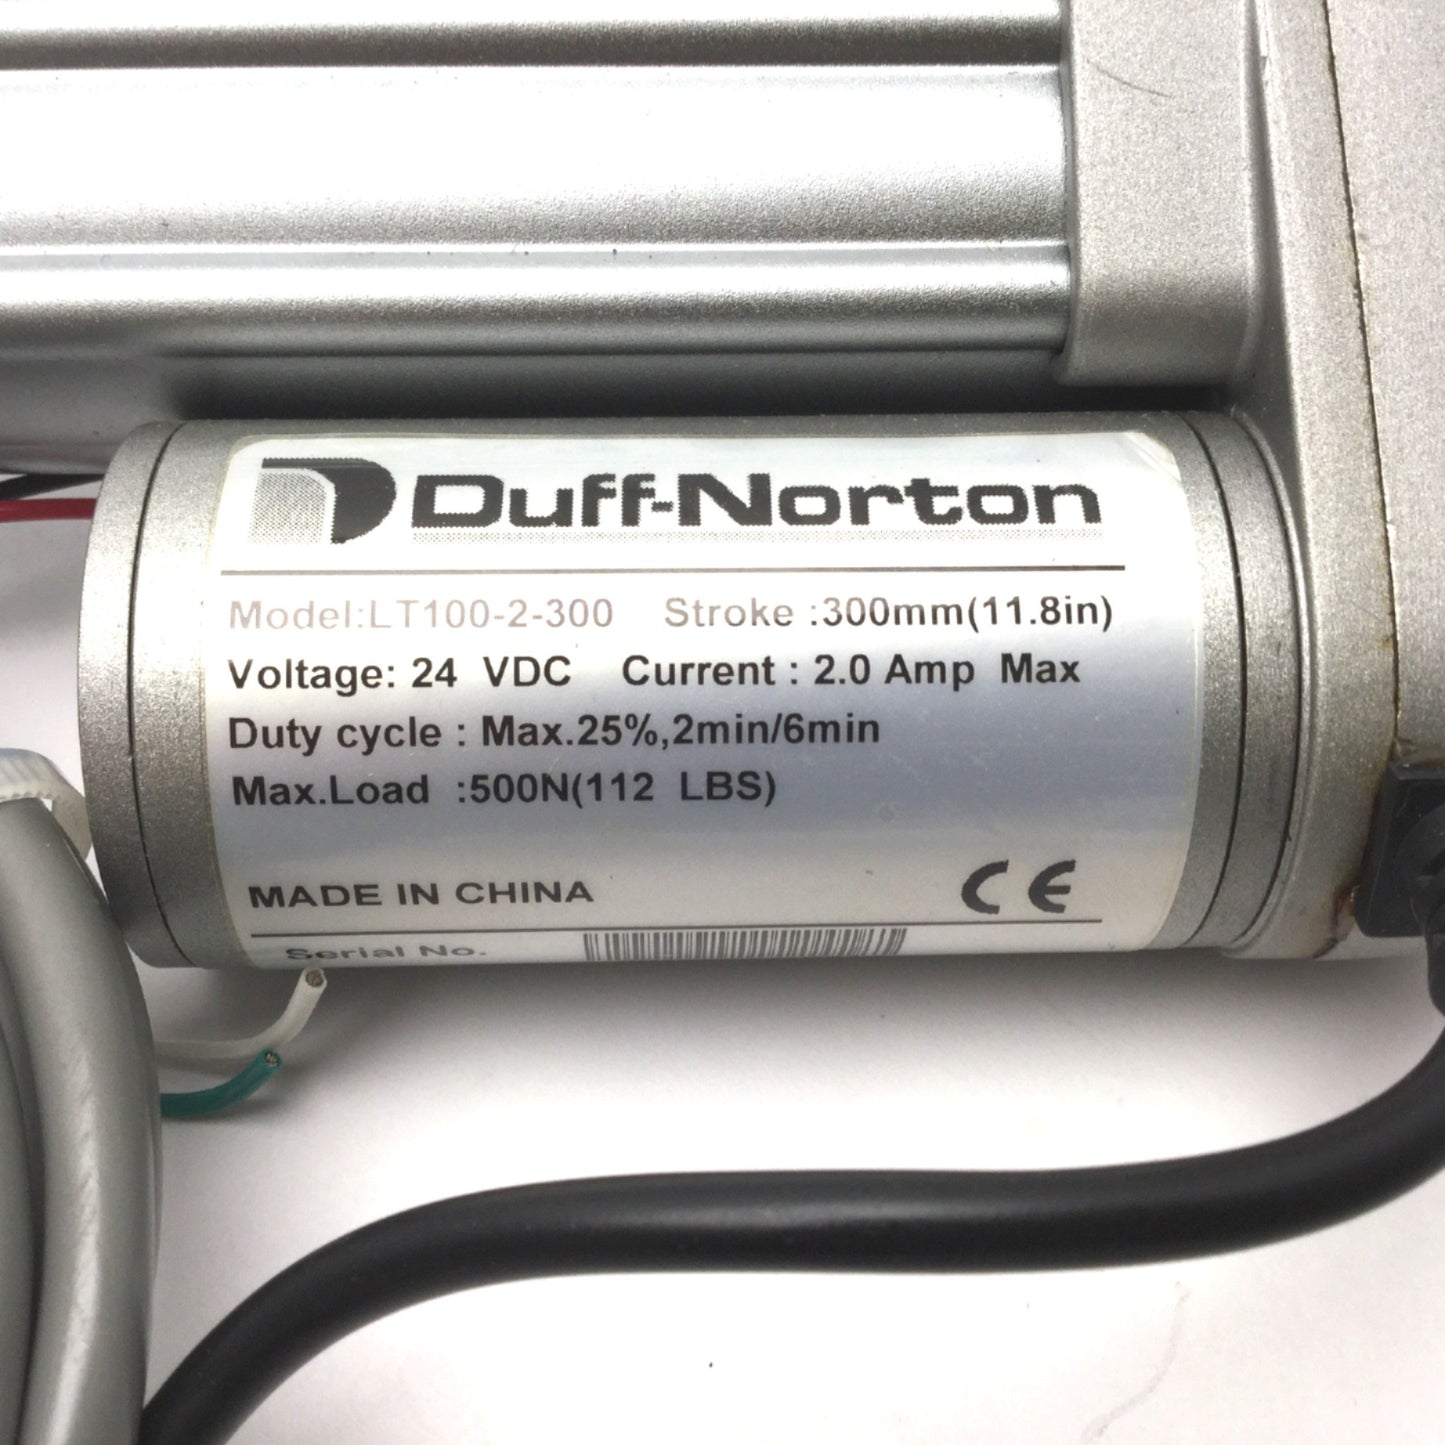 Duff-Norton
Model:LT100-2-300 Stroke :300mm(11.8in)
Voltage: 24 VDC Current : 2.0 Amp Max
Duty cycle : Max.25%,2min/6min
Max.Load :500N(112 LBS)
MADE IN CHINA CE
Serial No.